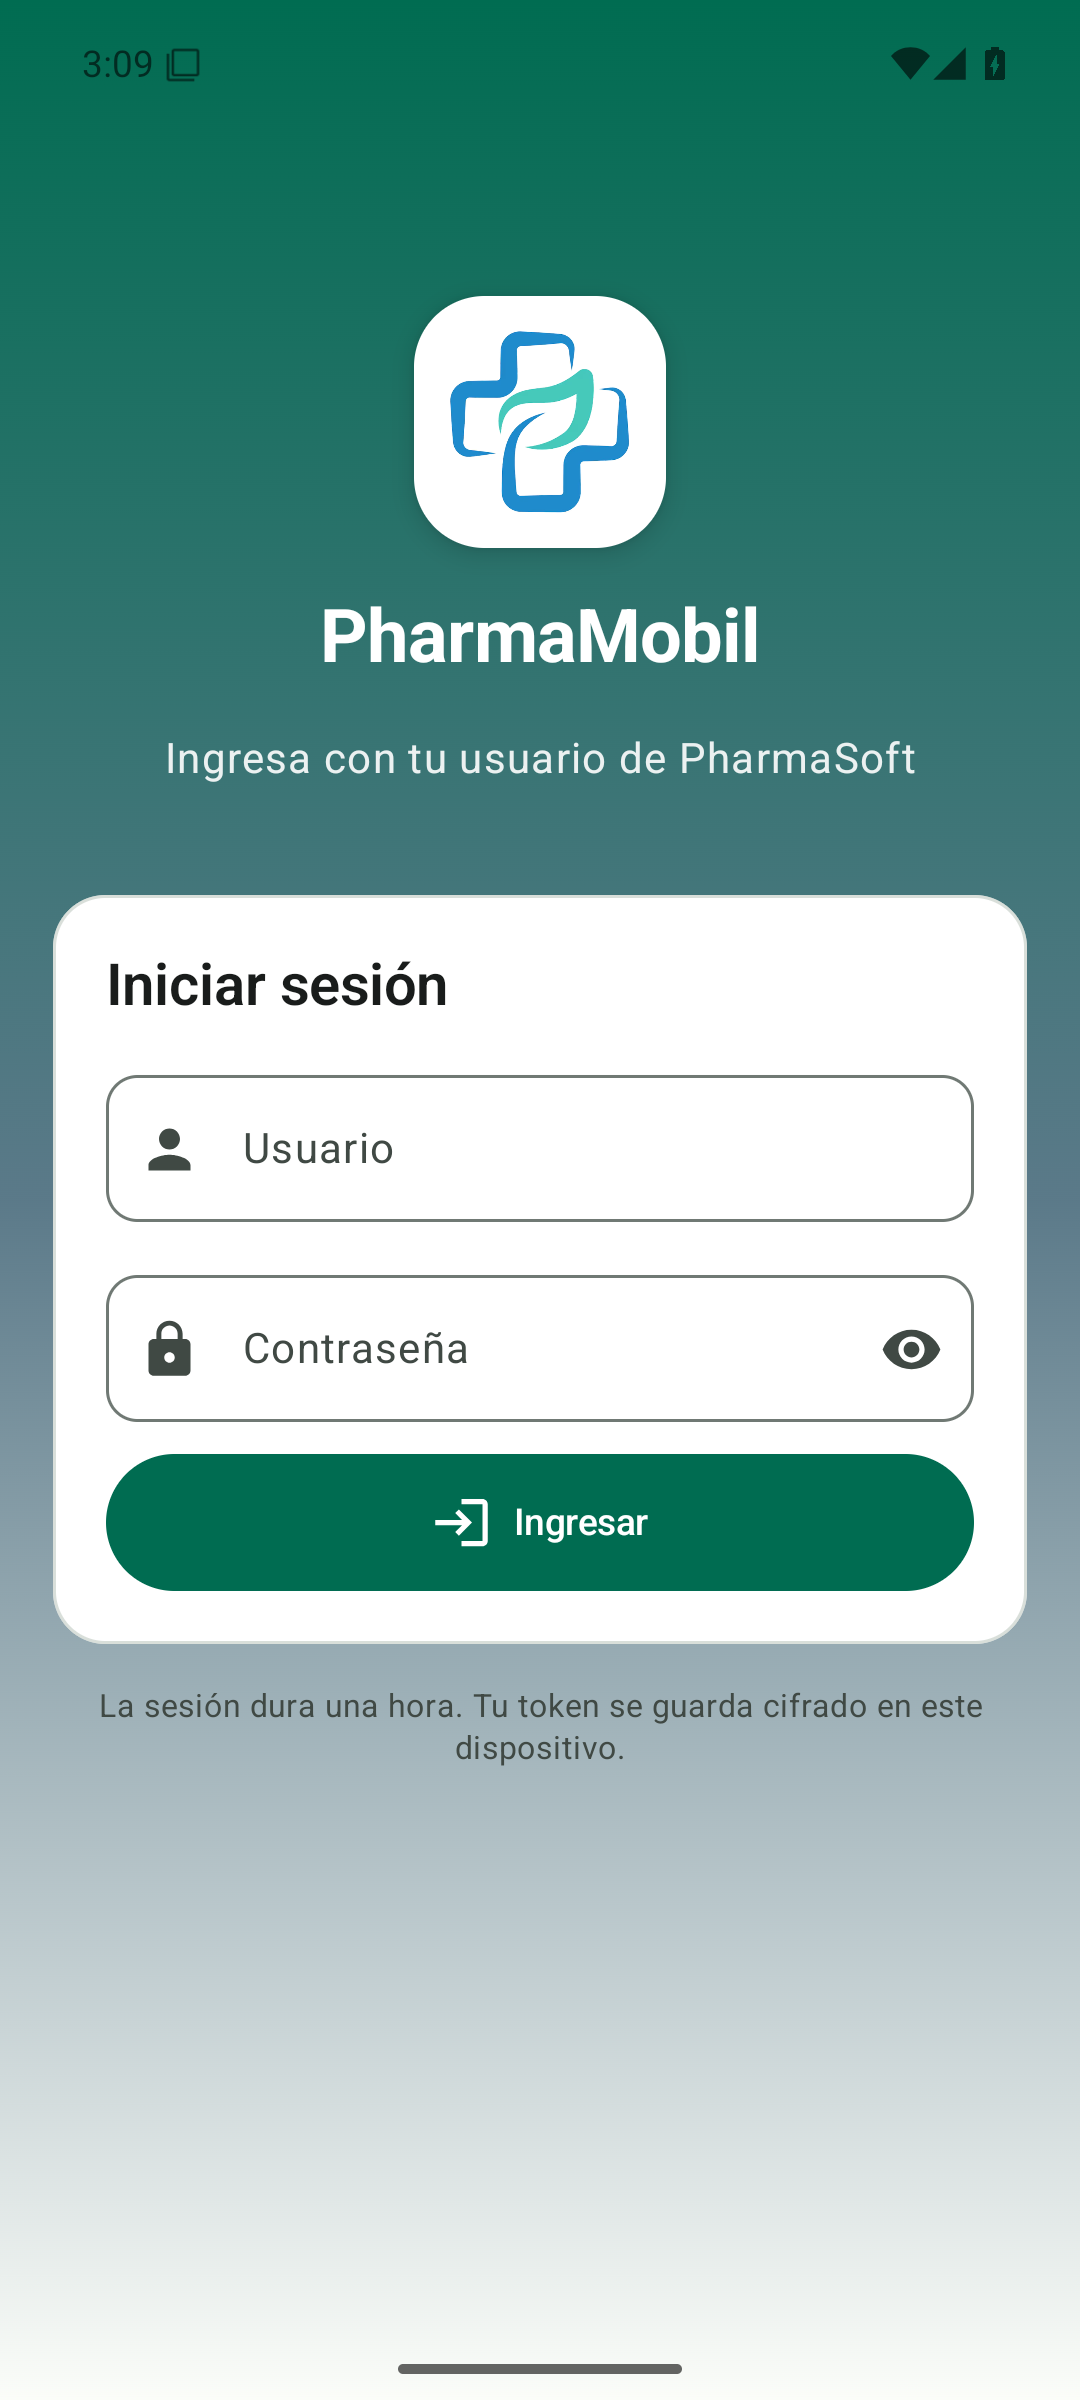 3:09
PharmaMobil
Ingresa con tu usuario de PharmaSoft
Iniciar sesión
Usuario
Contraseña
Ingresar
La sesión dura una hora. Tu token se guarda cifrado en este
dispositivo.